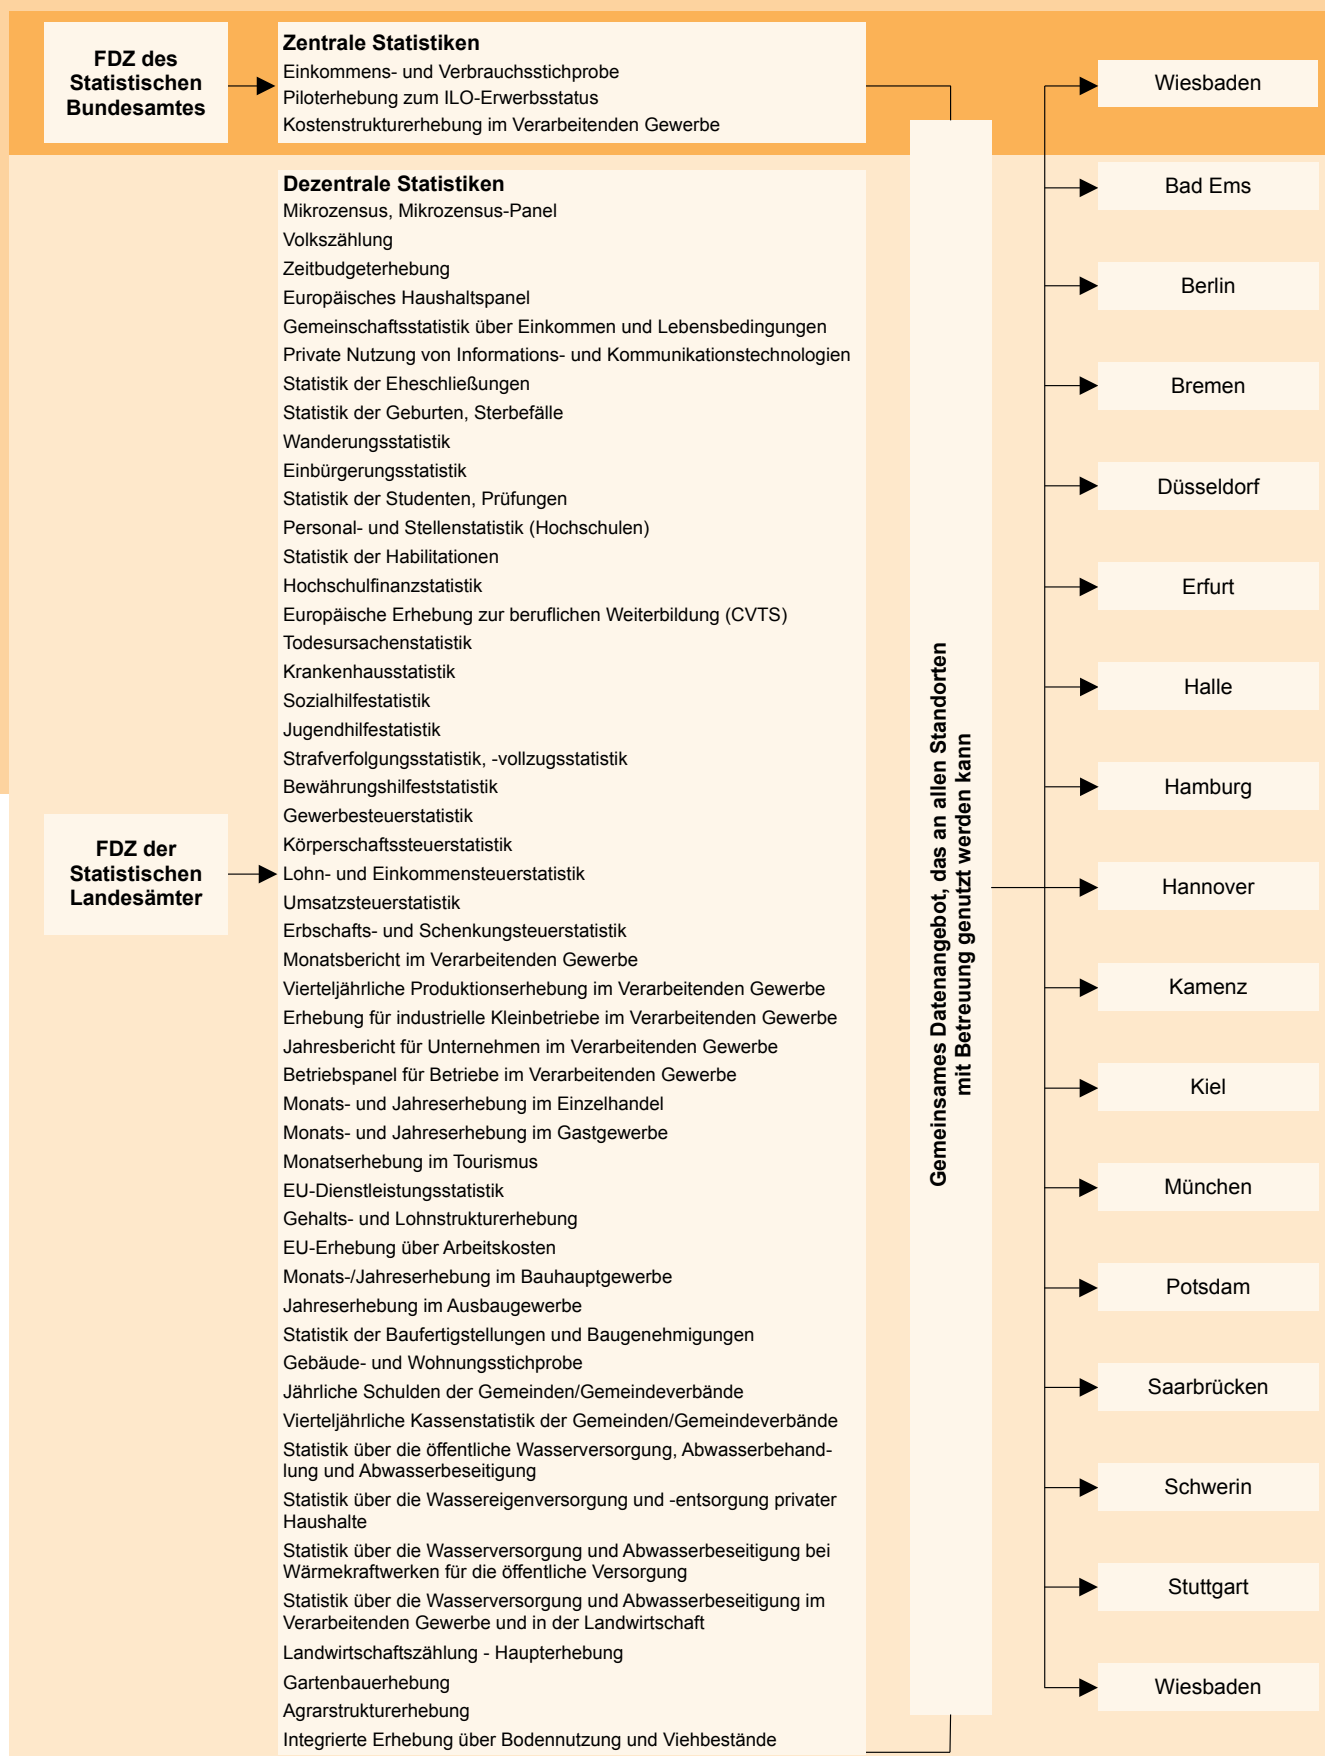 FDZ des
Statistischen
Bundesamtes
Zentrale Statistiken
Einkommens- und Verbrauchsstichprobe
Piloterhebung zum ILO-Erwerbsstatus
Kostenstrukturerhebung im Verarbeitenden Gewerbe
Dezentrale Statistiken
Mikrozensus, Mikrozensus-Panel
Volkszählung
Zeitbudgeterhebung
Europäisches Haushaltspanel
Gemeinschaftsstatistik über Einkommen und Lebensbedingungen
Private Nutzung von Informations- und Kommunikationstechnologien
Statistik der Eheschließungen
Statistik der Geburten, Sterbefälle
Wanderungsstatistik
Einbürgerungsstatistik
Statistik der Studenten, Prüfungen
Personal- und Stellenstatistik (Hochschulen)
Statistik der Habilitationen
Hochschulfinanzstatistik
Europäische Erhebung zur beruflichen Weiterbildung (CVTS)
Todesursachenstatistik
Krankenhausstatistik
Sozialhilfestatistik
Jugendhilfestatistik
Strafverfolgungsstatistik, -vollzugsstatistik
Bewährungshilfeststatistik
Gewerbesteuerstatistik
Körperschaftssteuerstatistik
Lohn- und Einkommensteuerstatistik
Umsatzsteuerstatistik
Erbschafts- und Schenkungsteuerstatistik
Monatsbericht im Verarbeitenden Gewerbe
Vierteljährliche Produktionserhebung im Verarbeitenden Gewerbe
Erhebung für industrielle Kleinbetriebe im Verarbeitenden Gewerbe
Jahresbericht für Unternehmen im Verarbeitenden Gewerbe
Betriebspanel für Betriebe im Verarbeitenden Gewerbe
Monats- und Jahreserhebung im Einzelhandel
Monats- und Jahreserhebung im Gastgewerbe
Monatserhebung im Tourismus
EU-Dienstleistungsstatistik
Gehalts- und Lohnstrukturerhebung
EU-Erhebung über Arbeitskosten
Monats-/Jahreserhebung im Bauhauptgewerbe
Jahreserhebung im Ausbaugewerbe
Statistik der Baufertigstellungen und Baugenehmigungen
Gebäude- und Wohnungsstichprobe
Jährliche Schulden der Gemeinden/Gemeindeverbände
Vierteljährliche Kassenstatistik der Gemeinden/Gemeindeverbände
Statistik über die öffentliche Wasserversorgung, Abwasserbehand-
lung und Abwasserbeseitigung
Statistik über die Wassereigenversorgung und -entsorgung privater
Haushalte
Statistik über die Wasserversorgung und Abwasserbeseitigung bei
Wärmekraftwerken für die öffentliche Versorgung
Statistik über die Wasserversorgung und Abwasserbeseitigung im
Verarbeitenden Gewerbe und in der Landwirtschaft
Landwirtschaftszählung - Haupterhebung
Gartenbauerhebung
Agrarstrukturerhebung
Integrierte Erhebung über Bodennutzung und Viehbestände
FDZ der
Statistischen
Landesämter
Gemeinsames Datenangebot, das an allen Standorten
mit Betreuung genutzt werden kann
Wiesbaden
Bad Ems
Berlin
Bremen
Düsseldorf
Erfurt
Halle
Hamburg
Hannover
Kamenz
Kiel
München
Potsdam
Saarbrücken
Schwerin
Stuttgart
Wiesbaden